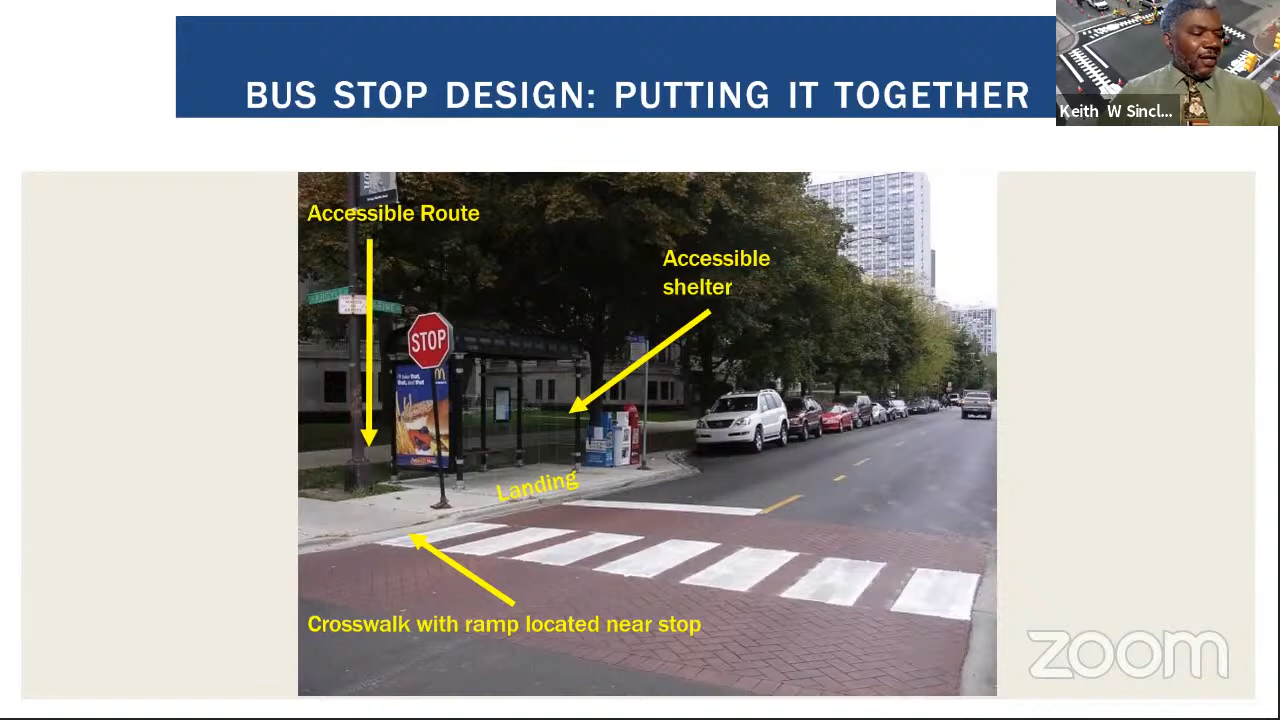 BUS STOP DESIGN: PUTTING IT TOGETHER
Keith W Sincl...
Accessible Route
Accessible
shelter
STOP
Landing
Crosswalk with ramp located near stop
zoom